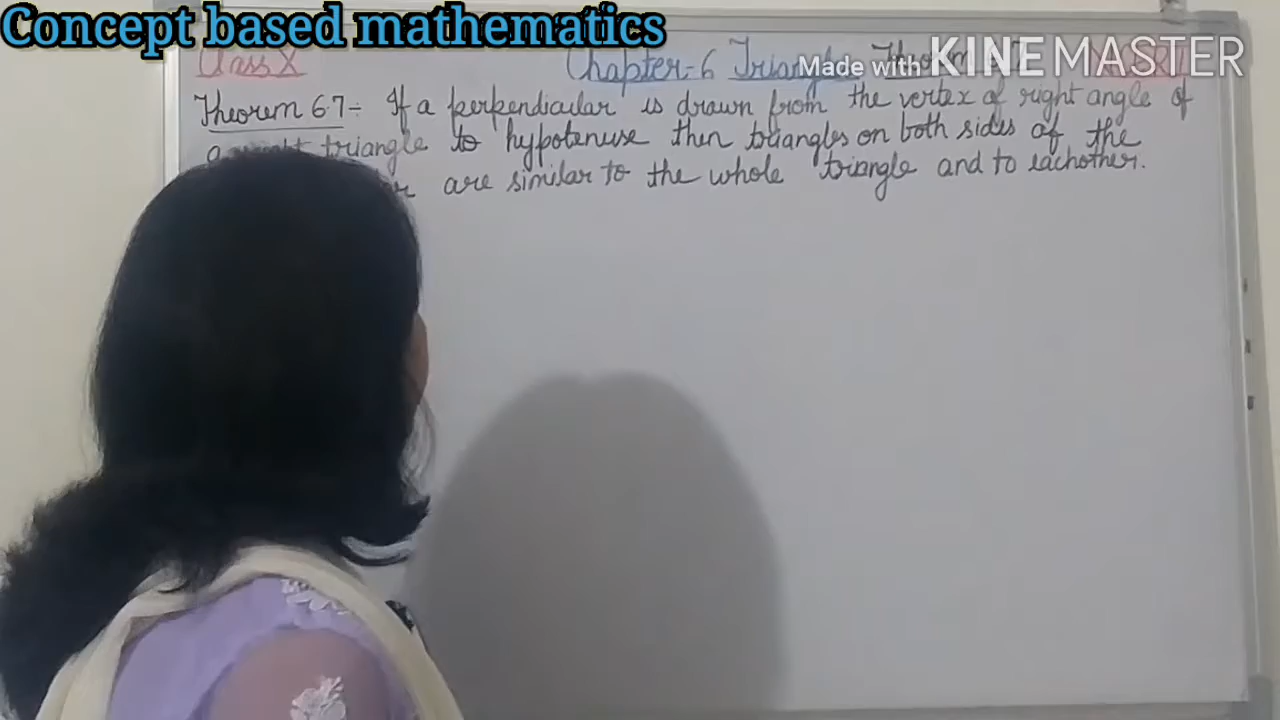 Concept based mathematics
Class X
Chapter-6 Triangles
Made with KINEMASTER
Theorem 6.7÷ If a perpendicular is drawn from the vertex of right angle of
a right triangle to hypotenuse then triangles on both sides of the
are similar to the whole triangle and to eachother.